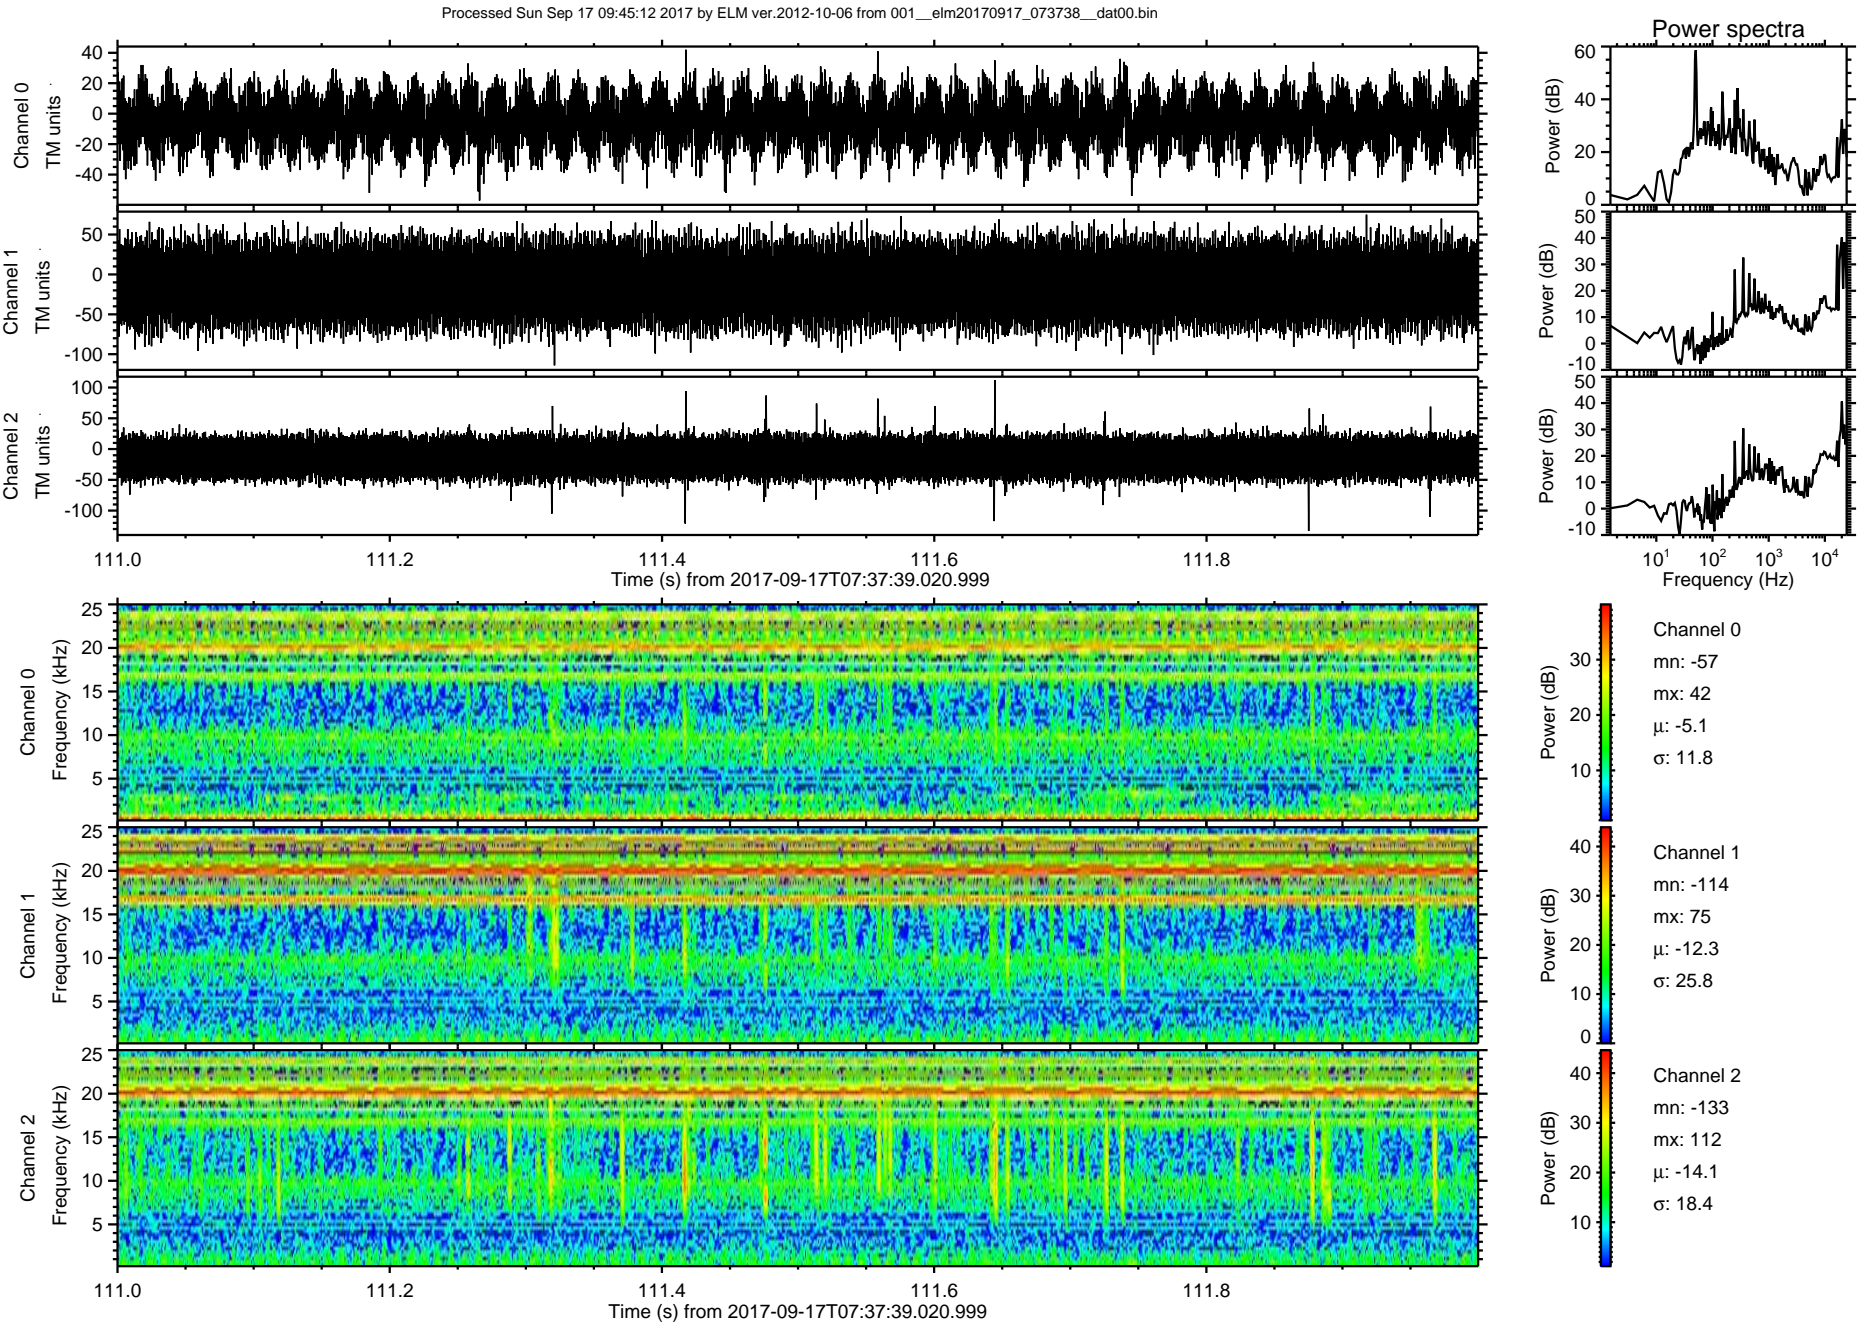 Processed Sun Sep 17 09:45:12 2017 by ELM ver.2012-10-06 from 001__elm20170917_073738__dat00.bin
Power spectra
Channel 0
TM units
40
20
0
-20
-40
Power (dB)
60
40
20
0
Channel 1
TM units
50
0
-50
-100
Power (dB)
50
40
30
20
10
0
-10
Channel 2
TM units
100
50
0
-50
-100
Power (dB)
50
40
30
20
10
0
-10
111.0 111.2 111.4 111.6 111.8
Time (s) from 2017-09-17T07:37:39.020.999
10¹ 10² 10³ 10⁴
Frequency (Hz)
Channel 0
Frequency (kHz)
25
20
15
10
5
Power (dB)
30
20
10
Channel 0
mn: -57
mx: 42
μ: -5.1
σ: 11.8
Channel 1
Frequency (kHz)
25
20
15
10
5
Power (dB)
40
30
20
10
0
Channel 1
mn: -114
mx: 75
μ: -12.3
σ: 25.8
Channel 2
Frequency (kHz)
25
20
15
10
5
Power (dB)
40
30
20
10
Channel 2
mn: -133
mx: 112
μ: -14.1
σ: 18.4
111.0 111.2 111.4 111.6 111.8
Time (s) from 2017-09-17T07:37:39.020.999